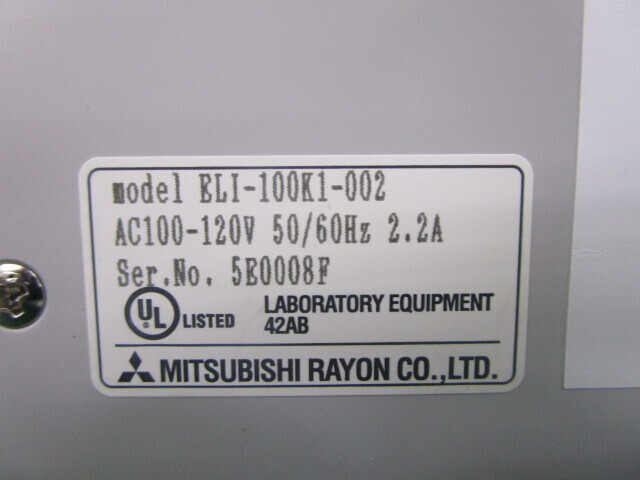 model ELI-100K1-002
AC100-120V 50/60Hz 2.2A
Ser.No. 5E0008F
UL LISTED LABORATORY EQUIPMENT
42AB
MITSUBISHI RAYON CO.,LTD.